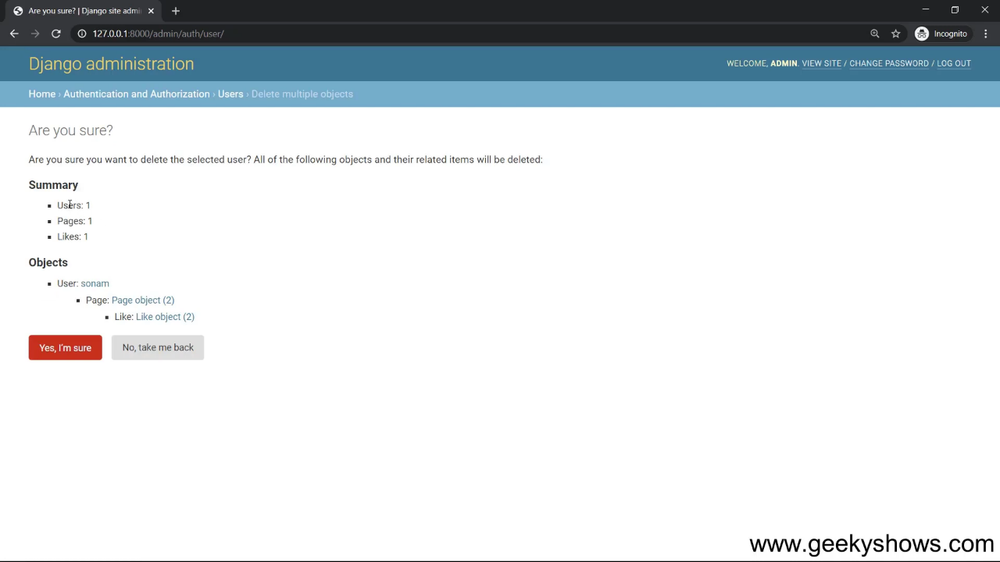 Are you sure? | Django site admi
127.0.0.1:8000/admin/auth/user/
Incognito
Django administration
WELCOME, ADMIN. VIEW SITE / CHANGE PASSWORD / LOG OUT
Home › Authentication and Authorization › Users › Delete multiple objects
Are you sure?
Are you sure you want to delete the selected user? All of the following objects and their related items will be deleted:
Summary
Users: 1
Pages: 1
Likes: 1
Objects
User: sonam
Page: Page object (2)
Like: Like object (2)
Yes, I'm sure
No, take me back
www.geekyshows.com